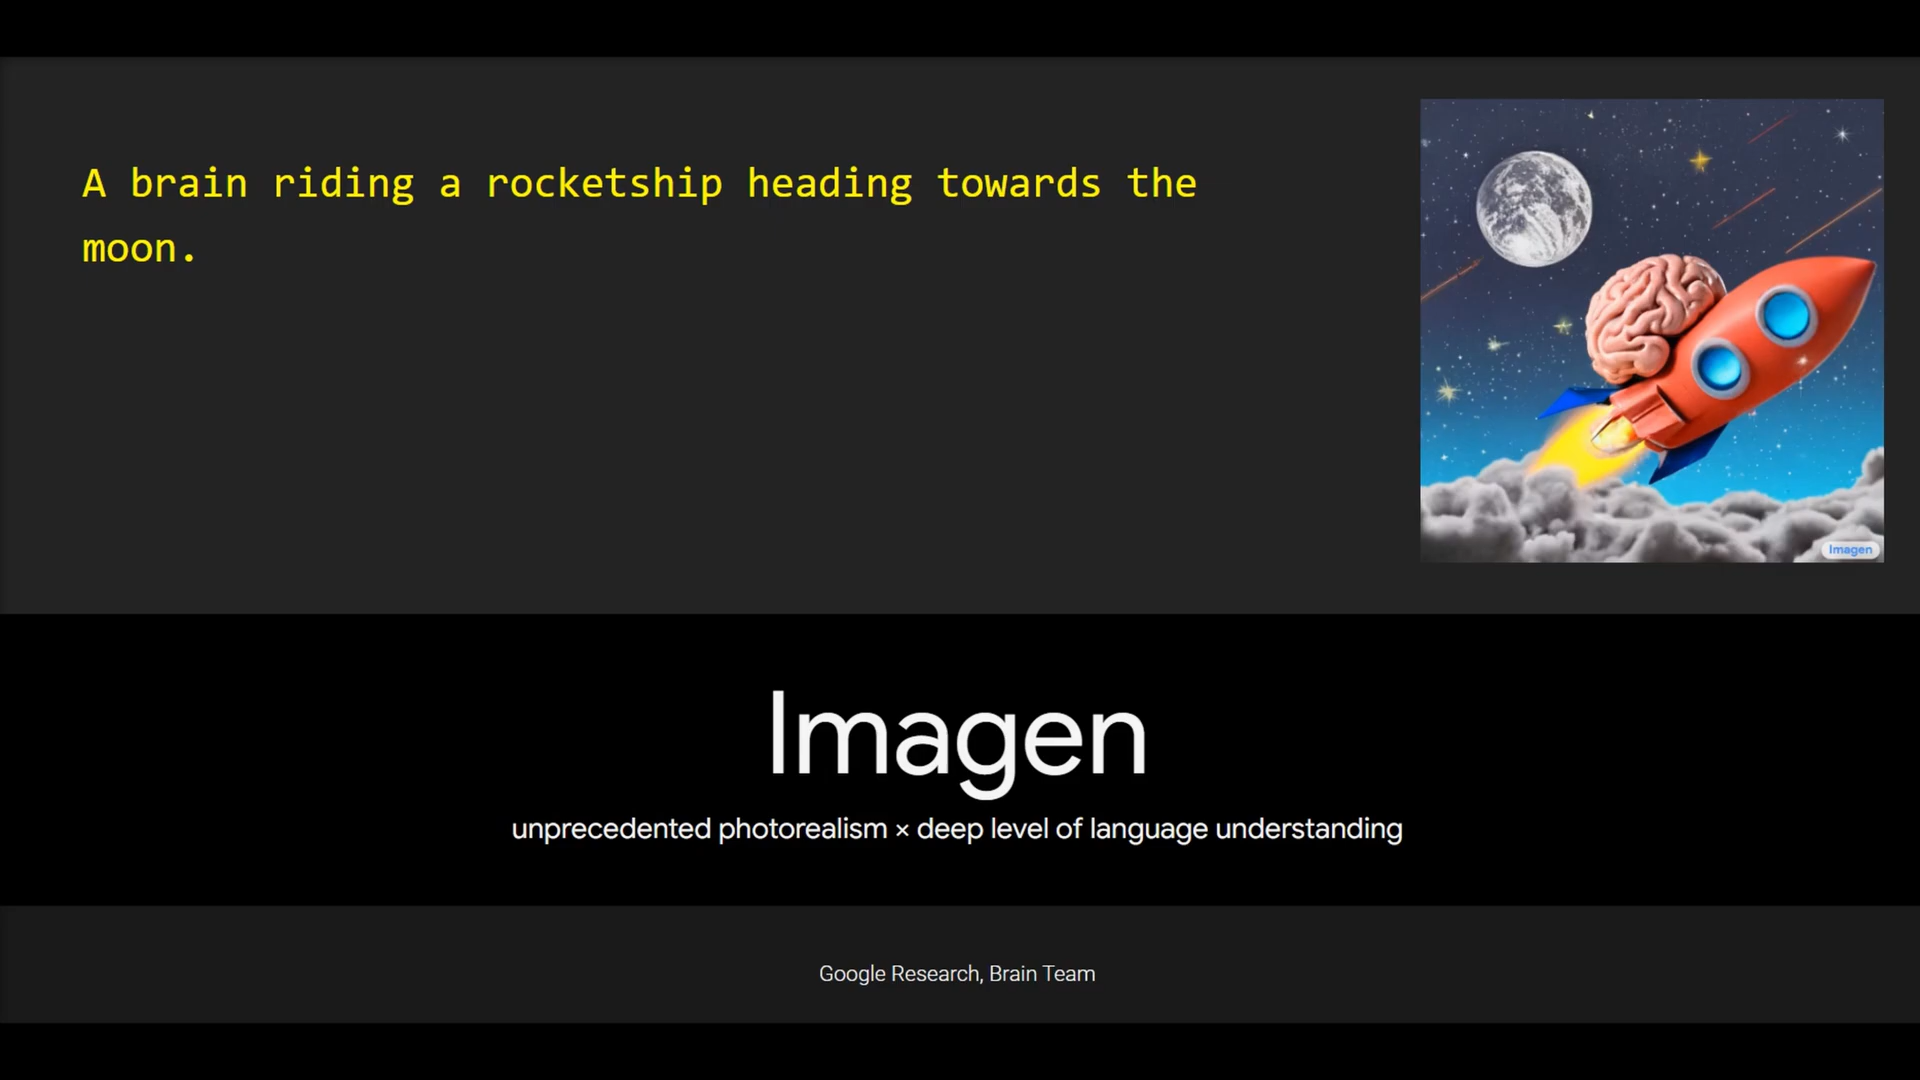 A brain riding a rocketship heading towards the
moon.
Imagen
Imagen
unprecedented photorealism × deep level of language understanding
Google Research, Brain Team